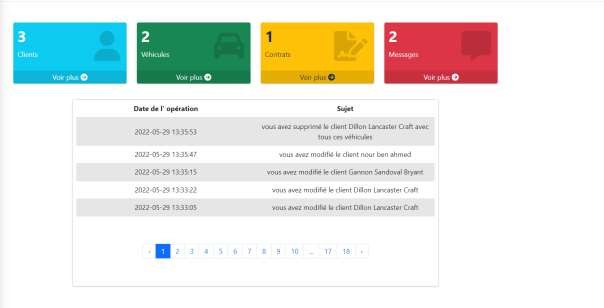 3
Clients
Voir plus
2
Véhicules
Voir plus
1
Contrats
Voir plus
2
Messages
Voir plus
Date de l' opération Sujet
2022-05-29 13:35:53 vous avez supprimé le client Dillon Lancaster Craft avec
tous ces véhicules
2022-05-29 13:35:47 vous avez modifié le client nour ben ahmed
2022-05-29 13:35:15 vous avez modifié le client Gannon Sandoval Bryant
2022-05-29 13:33:22 vous avez modifié le client Dillon Lancaster Craft
2022-05-29 13:33:05 vous avez modifié le client Dillon Lancaster Craft
‹ 1 2 3 4 5 6 7 8 9 10 ... 17 18 ›